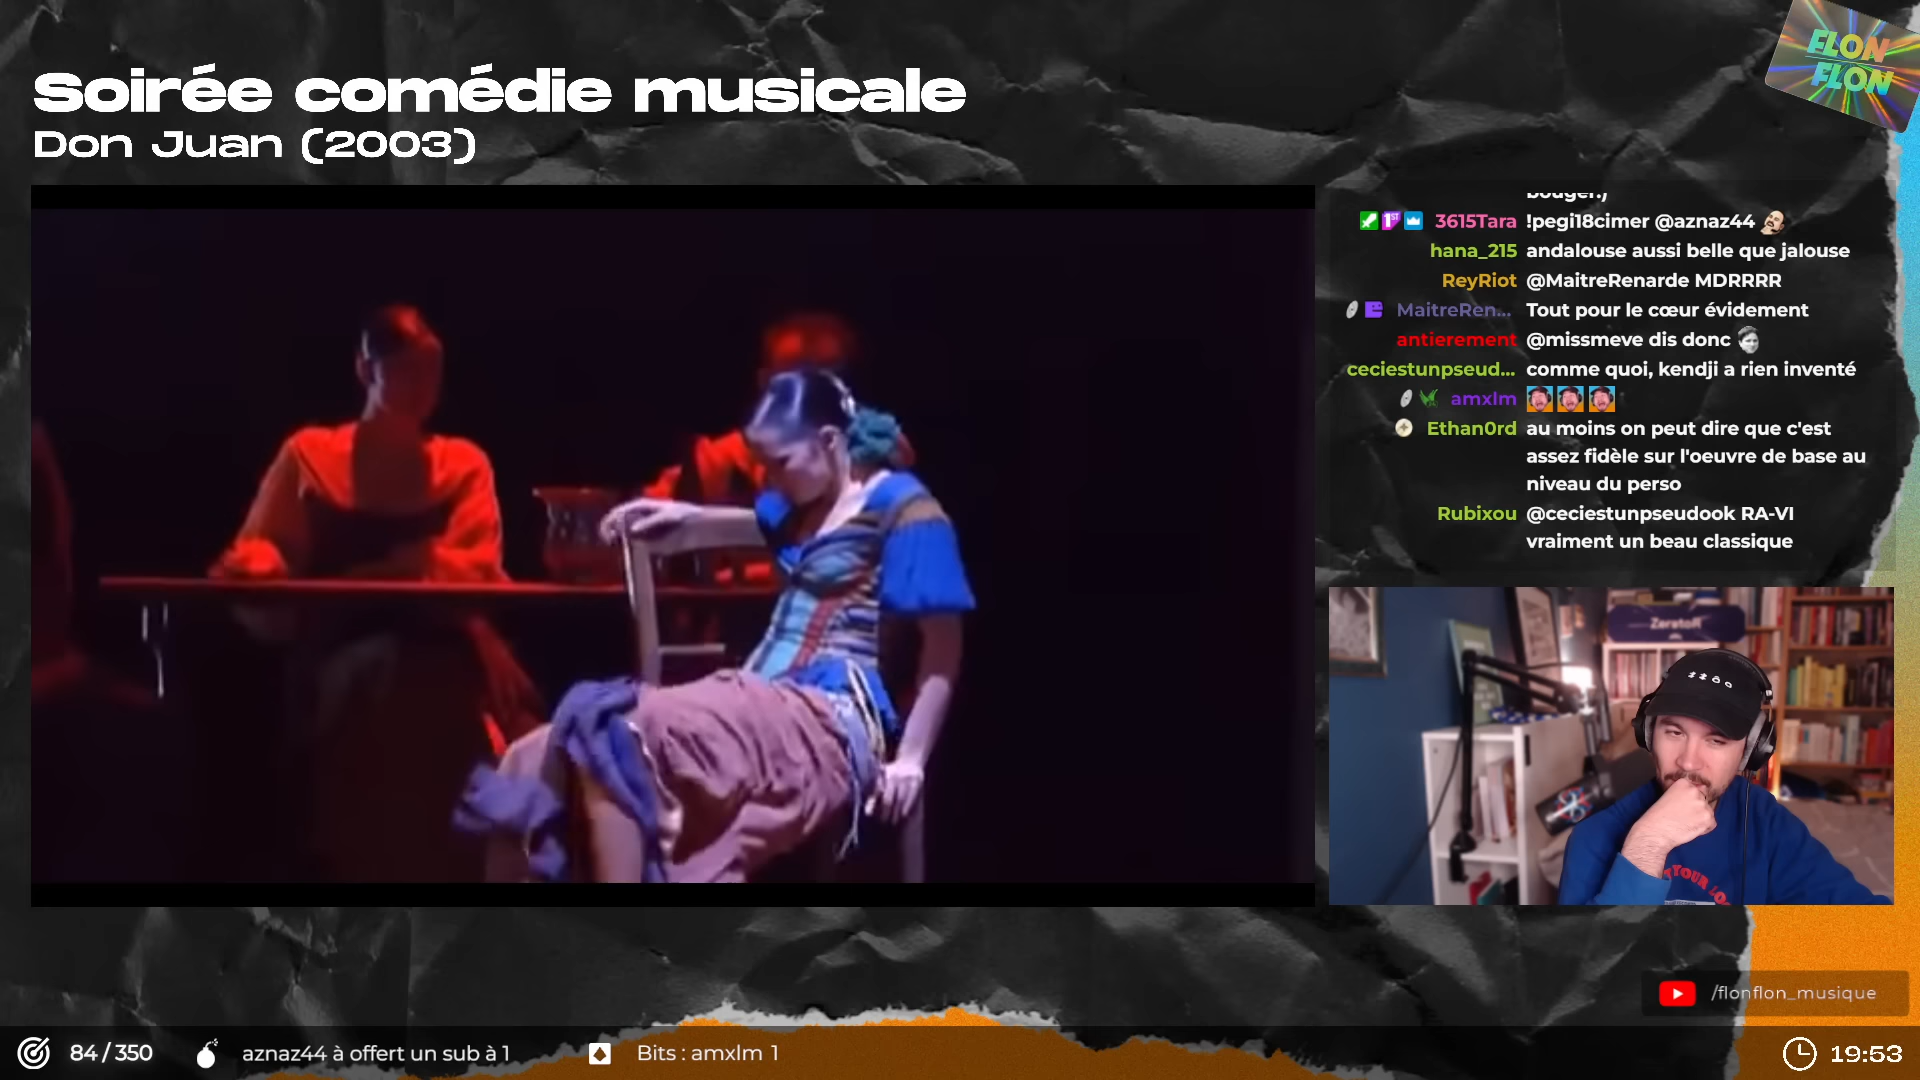 Soirée comédie musicale
Don Juan (2003)
FLON
FLON
bouger.)
3615Tara !pegi18cimer @aznaz44
hana_215 andalouse aussi belle que jalouse
ReyRiot @MaitreRenarde MDRRRR
MaitreRen... Tout pour le cœur évidement
antierement @missmeve dis donc
ceciestunpseud... comme quoi, kendji a rien inventé
amxlm
Ethan0rd au moins on peut dire que c'est
assez fidèle sur l'oeuvre de base au
niveau du perso
Rubixou @ceciestunpseudook RA-VI
vraiment un beau classique
ZeratoR
/flonflon_musique
84 / 350
aznaz44 à offert un sub à 1
Bits : amxlm 1
19:53